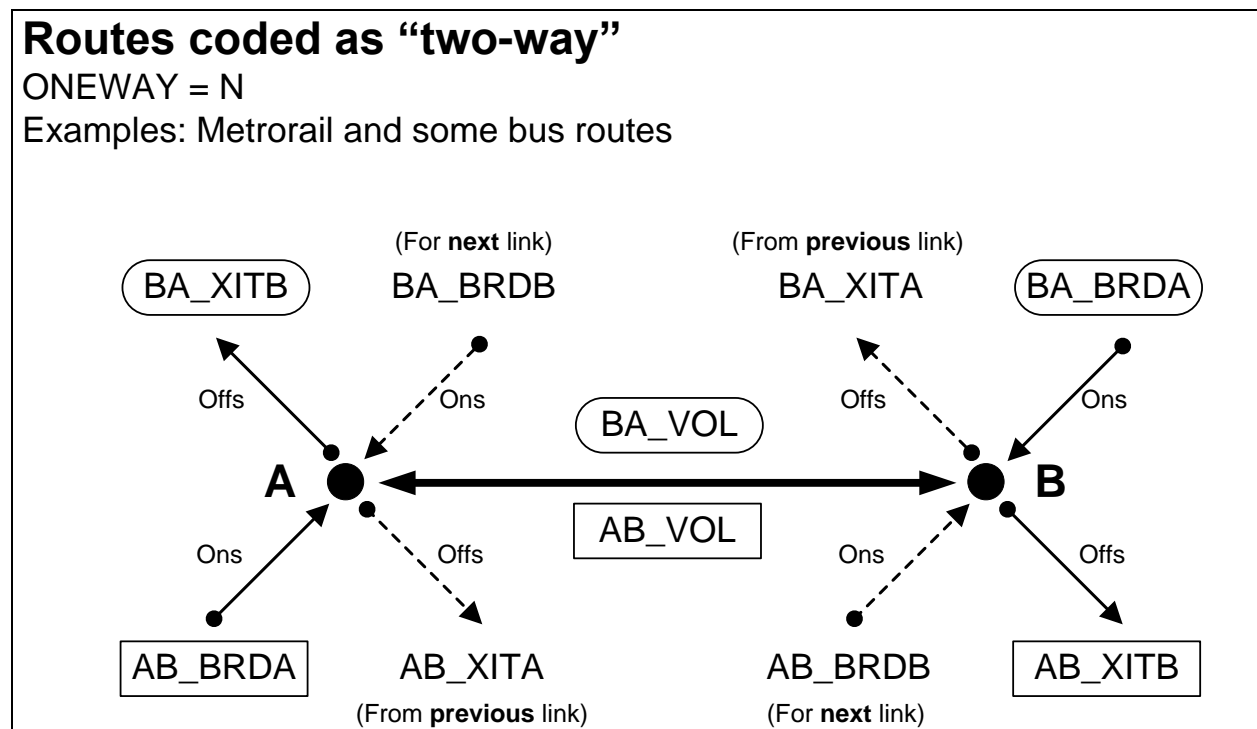 Routes coded as “two-way”
ONEWAY = N
Examples: Metrorail and some bus routes
(For next link) (From previous link)
BA_XITB BA_BRDB BA_XITA BA_BRDA
Offs Ons Offs Ons
BA_VOL
A B
AB_VOL
Ons Offs Ons Offs
AB_BRDA AB_XITA AB_BRDB AB_XITB
(From previous link) (For next link)